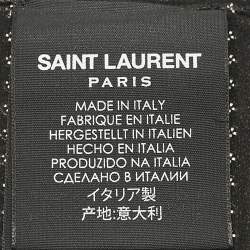 SAINT LAURENT
PARIS
MADE IN ITALY
FABRIQUE EN ITALIE
HERGESTELLT IN ITALIEN
HECHO EN ITALIA
PRODUZIDO NA ITALIA
СДЕЛАНО В ИТАЛИИ
イタリア製
产地:意大利